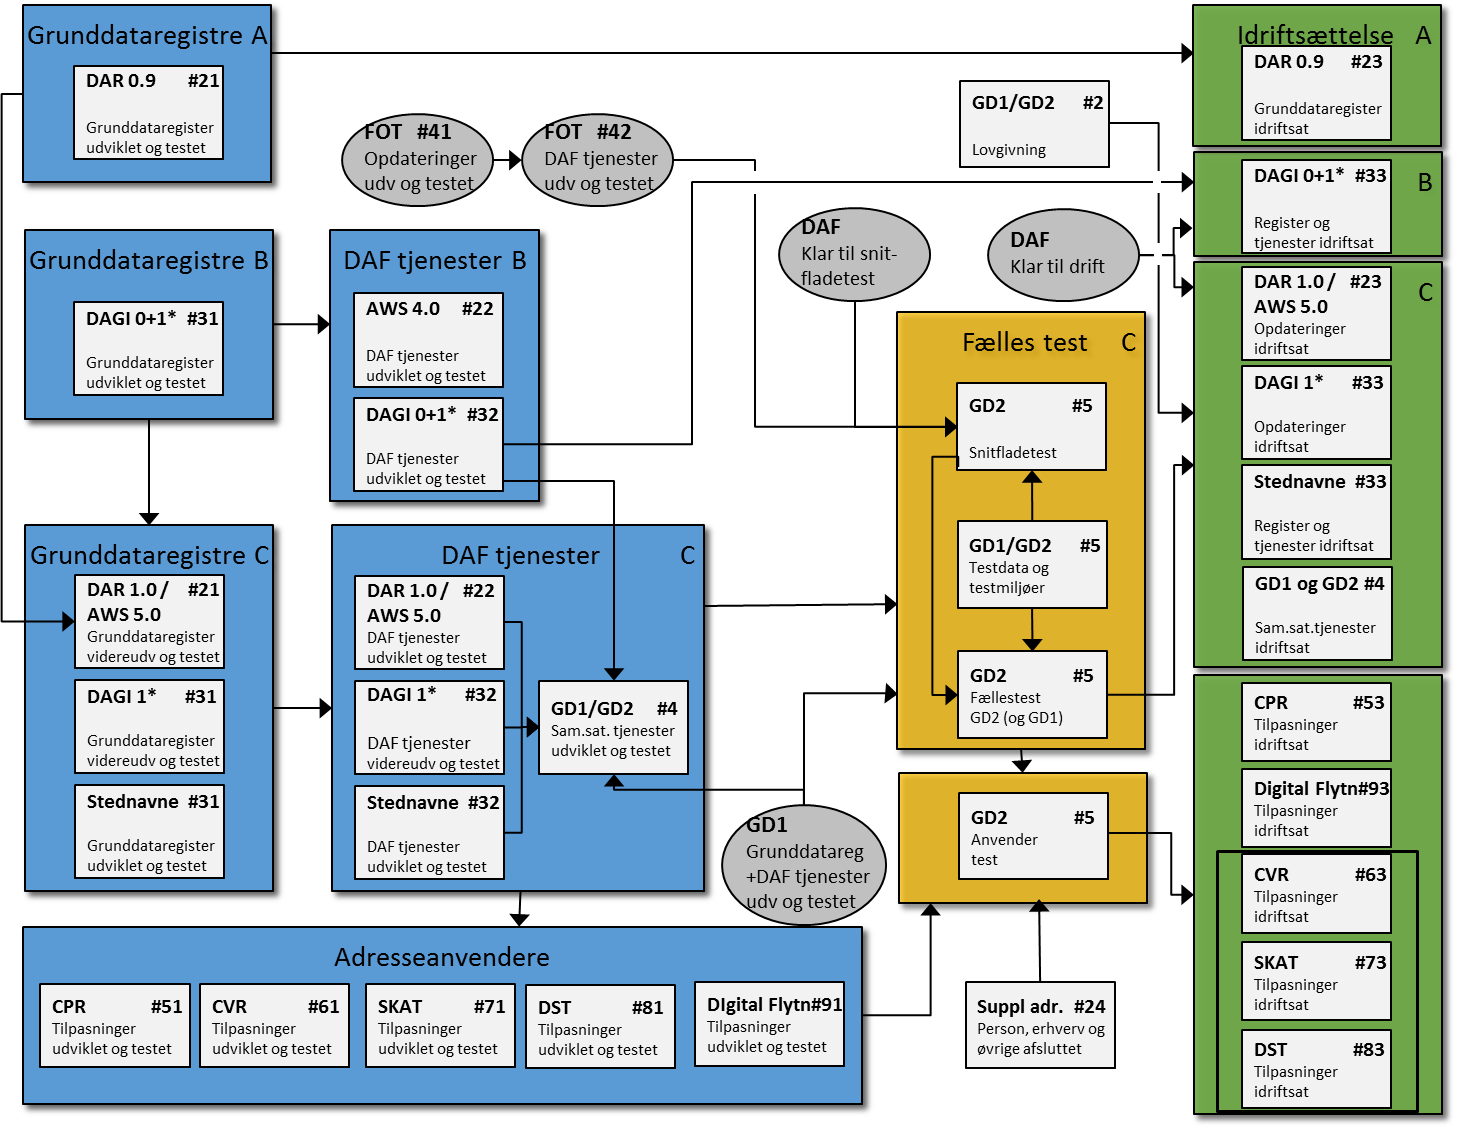 Grunddataregistre A
DAR 0.9 #21
Grunddataregister
udviklet og testet
FOT #41
Opdateringer
udv og testet
FOT #42
DAF tjenester
udv og testet
GD1/GD2 #2
Lovgivning
Idriftsættelse A
DAR 0.9 #23
Grunddataregister
idriftsat
B
DAGI 0+1* #33
Register og
tjenester idriftsat
DAF
Klar til snit-
fladetest
DAF
Klar til drift
Grunddataregistre B
DAGI 0+1* #31
Grunddataregister
udviklet og testet
DAF tjenester B
AWS 4.0 #22
DAF tjenester
udviklet og testet
DAGI 0+1* #32
DAF tjenester
udviklet og testet
Fælles test C
GD2 #5
Snitfladetest
GD1/GD2 #5
Testdata og
testmiljøer
GD2 #5
Fællestest
GD2 (og GD1)
C
DAR 1.0 / #23
AWS 5.0
Opdateringer
idriftsat
DAGI 1* #33
Opdateringer
idriftsat
Stednavne #33
Register og
tjenester idriftsat
GD1 og GD2 #4
Sam.sat.tjenester
idriftsat
Grunddataregistre C
DAR 1.0 / #21
AWS 5.0
Grunddataregister
videreudv og testet
DAGI 1* #31
Grunddataregister
videreudv og testet
Stednavne #31
Grunddataregister
udviklet og testet
DAF tjenester C
DAR 1.0 / #22
AWS 5.0
DAF tjenester
udviklet og testet
DAGI 1* #32
DAF tjenester
videreudv og testet
Stednavne #32
DAF tjenester
udviklet og testet
GD1/GD2 #4
Sam.sat. tjenester
udviklet og testet
GD1
Grunddatareg
+DAF tjenester
udv og testet
GD2 #5
Anvender
test
CPR #53
Tilpasninger
idriftsat
Digital Flytn#93
Tilpasninger
idriftsat
CVR #63
Tilpasninger
idriftsat
SKAT #73
Tilpasninger
idriftsat
DST #83
Tilpasninger
idriftsat
Adresseanvendere
CPR #51
Tilpasninger
udviklet og testet
CVR #61
Tilpasninger
udviklet og testet
SKAT #71
Tilpasninger
udviklet og testet
DST #81
Tilpasninger
udviklet og testet
DIgital Flytn#91
Tilpasninger
udviklet og testet
Suppl adr. #24
Person, erhverv og
øvrige afsluttet